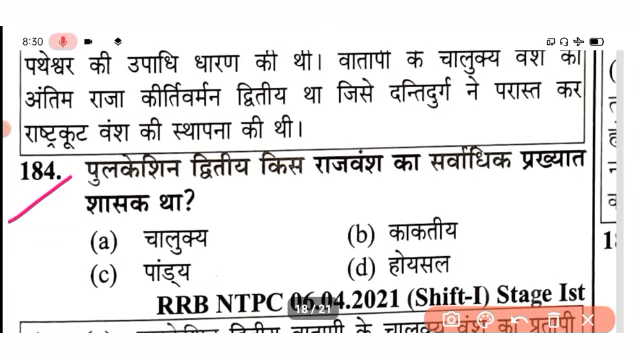 8:30
पथेश्वर की उपाधि धारण की थी। वातापी के चालुक्य वंश का
अंतिम राजा कीर्तिवर्मन द्वितीय था जिसे दन्तिदुर्ग ने परास्त कर
राष्ट्रकूट वंश की स्थापना की थी।
184. पुलकेशिन द्वितीय किस राजवंश का सर्वाधिक प्रख्यात
शासक था?
(a) चालुक्य (b) काकतीय
(c) पांड्य (d) होयसल
RRB NTPC 06.04.2021 (Shift-I) Stage Ist
18/21
द्वितीय वातापी के चालुक्य वंश का प्रतापी